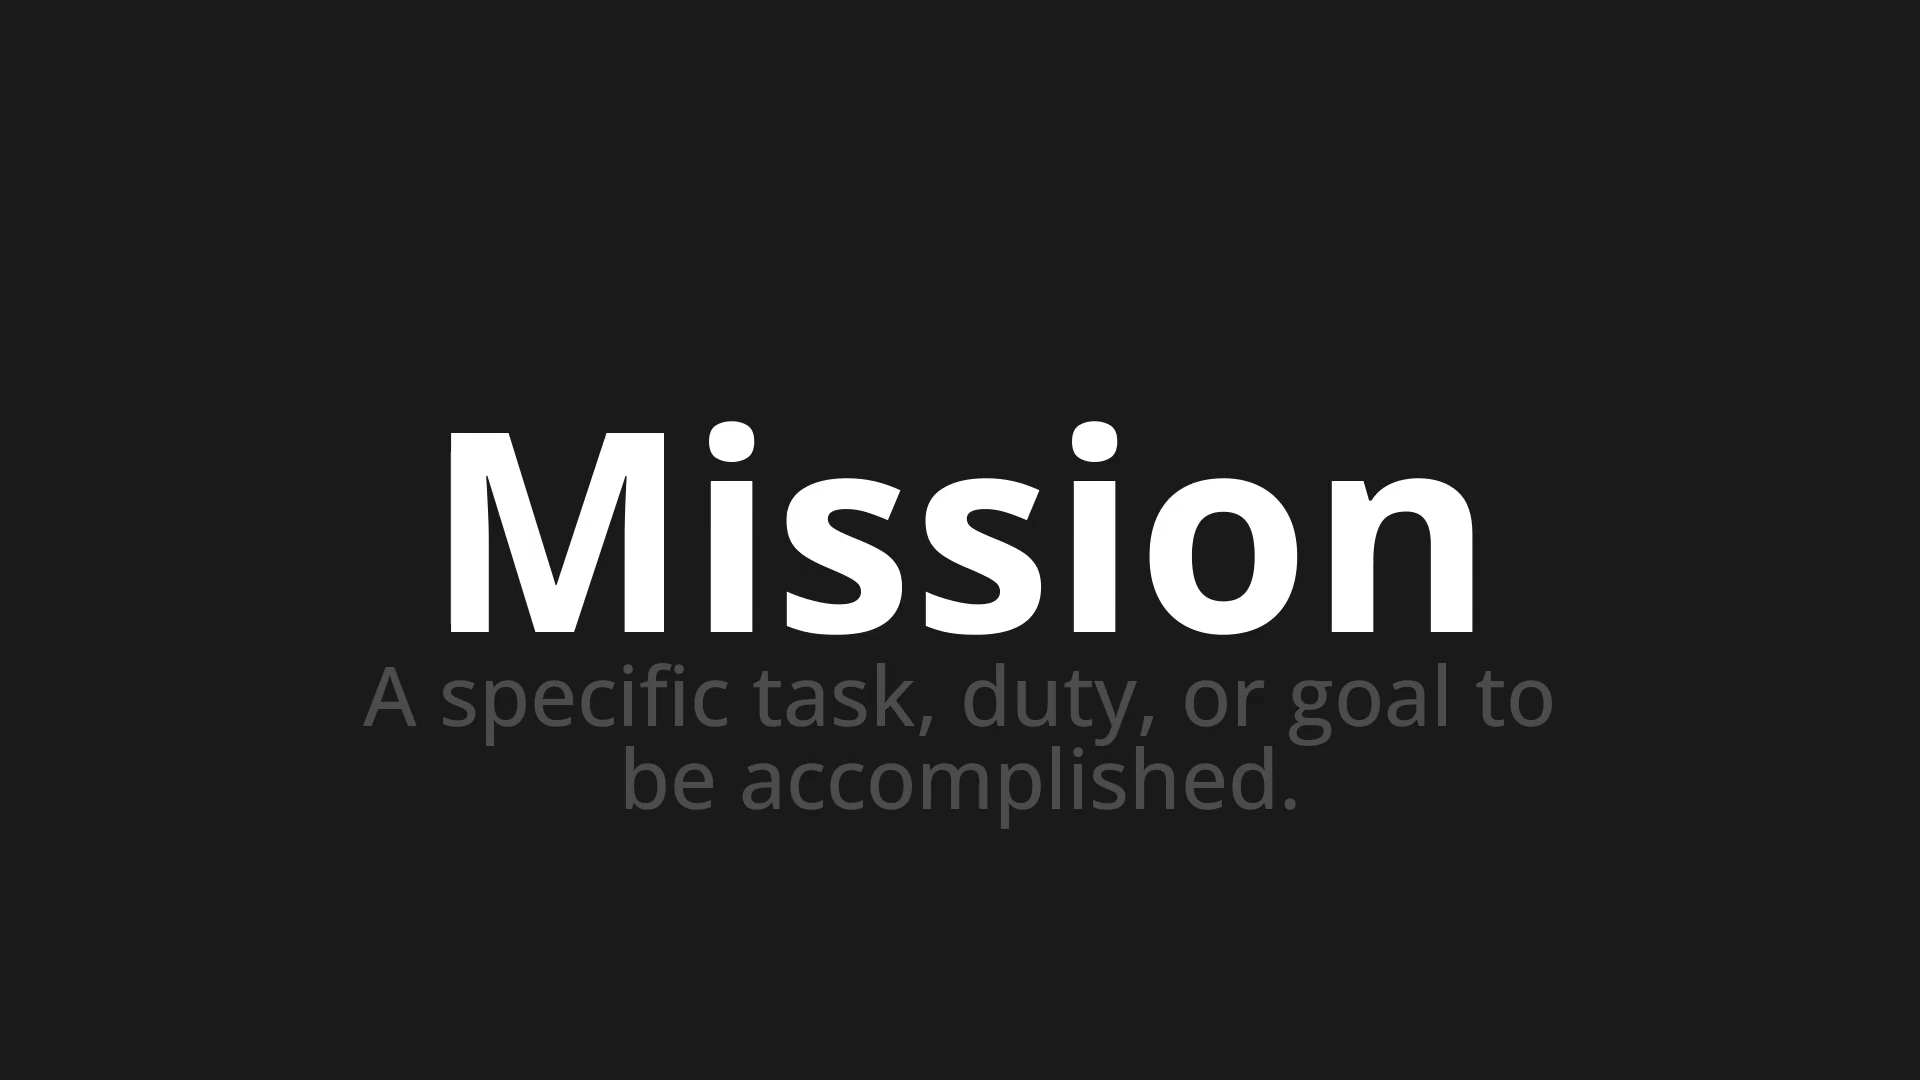 Mission
A specific task, duty, or goal to
be accomplished.